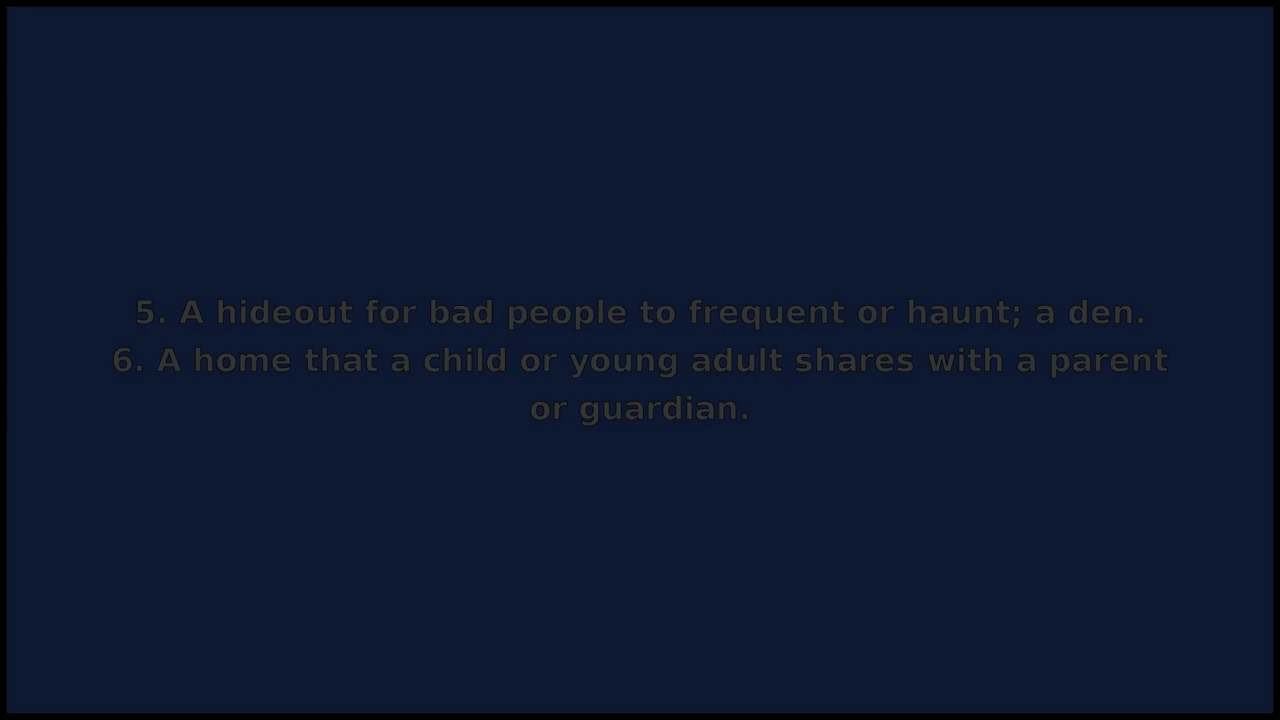 5. A hideout for bad people to frequent or haunt; a den.
6. A home that a child or young adult shares with a parent
or guardian.